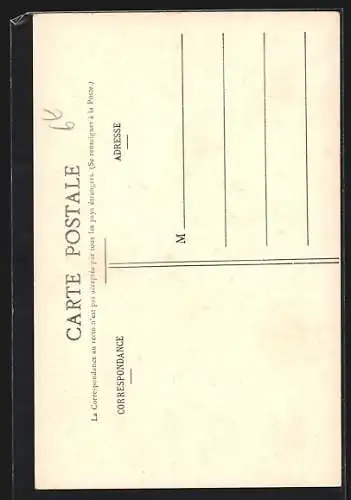 CARTE POSTALE
La Correspondance au recto n'est pas acceptée par tous les pays étrangers. (Se renseigner à la Poste.)
CORRESPONDANCE
ADRESSE
M